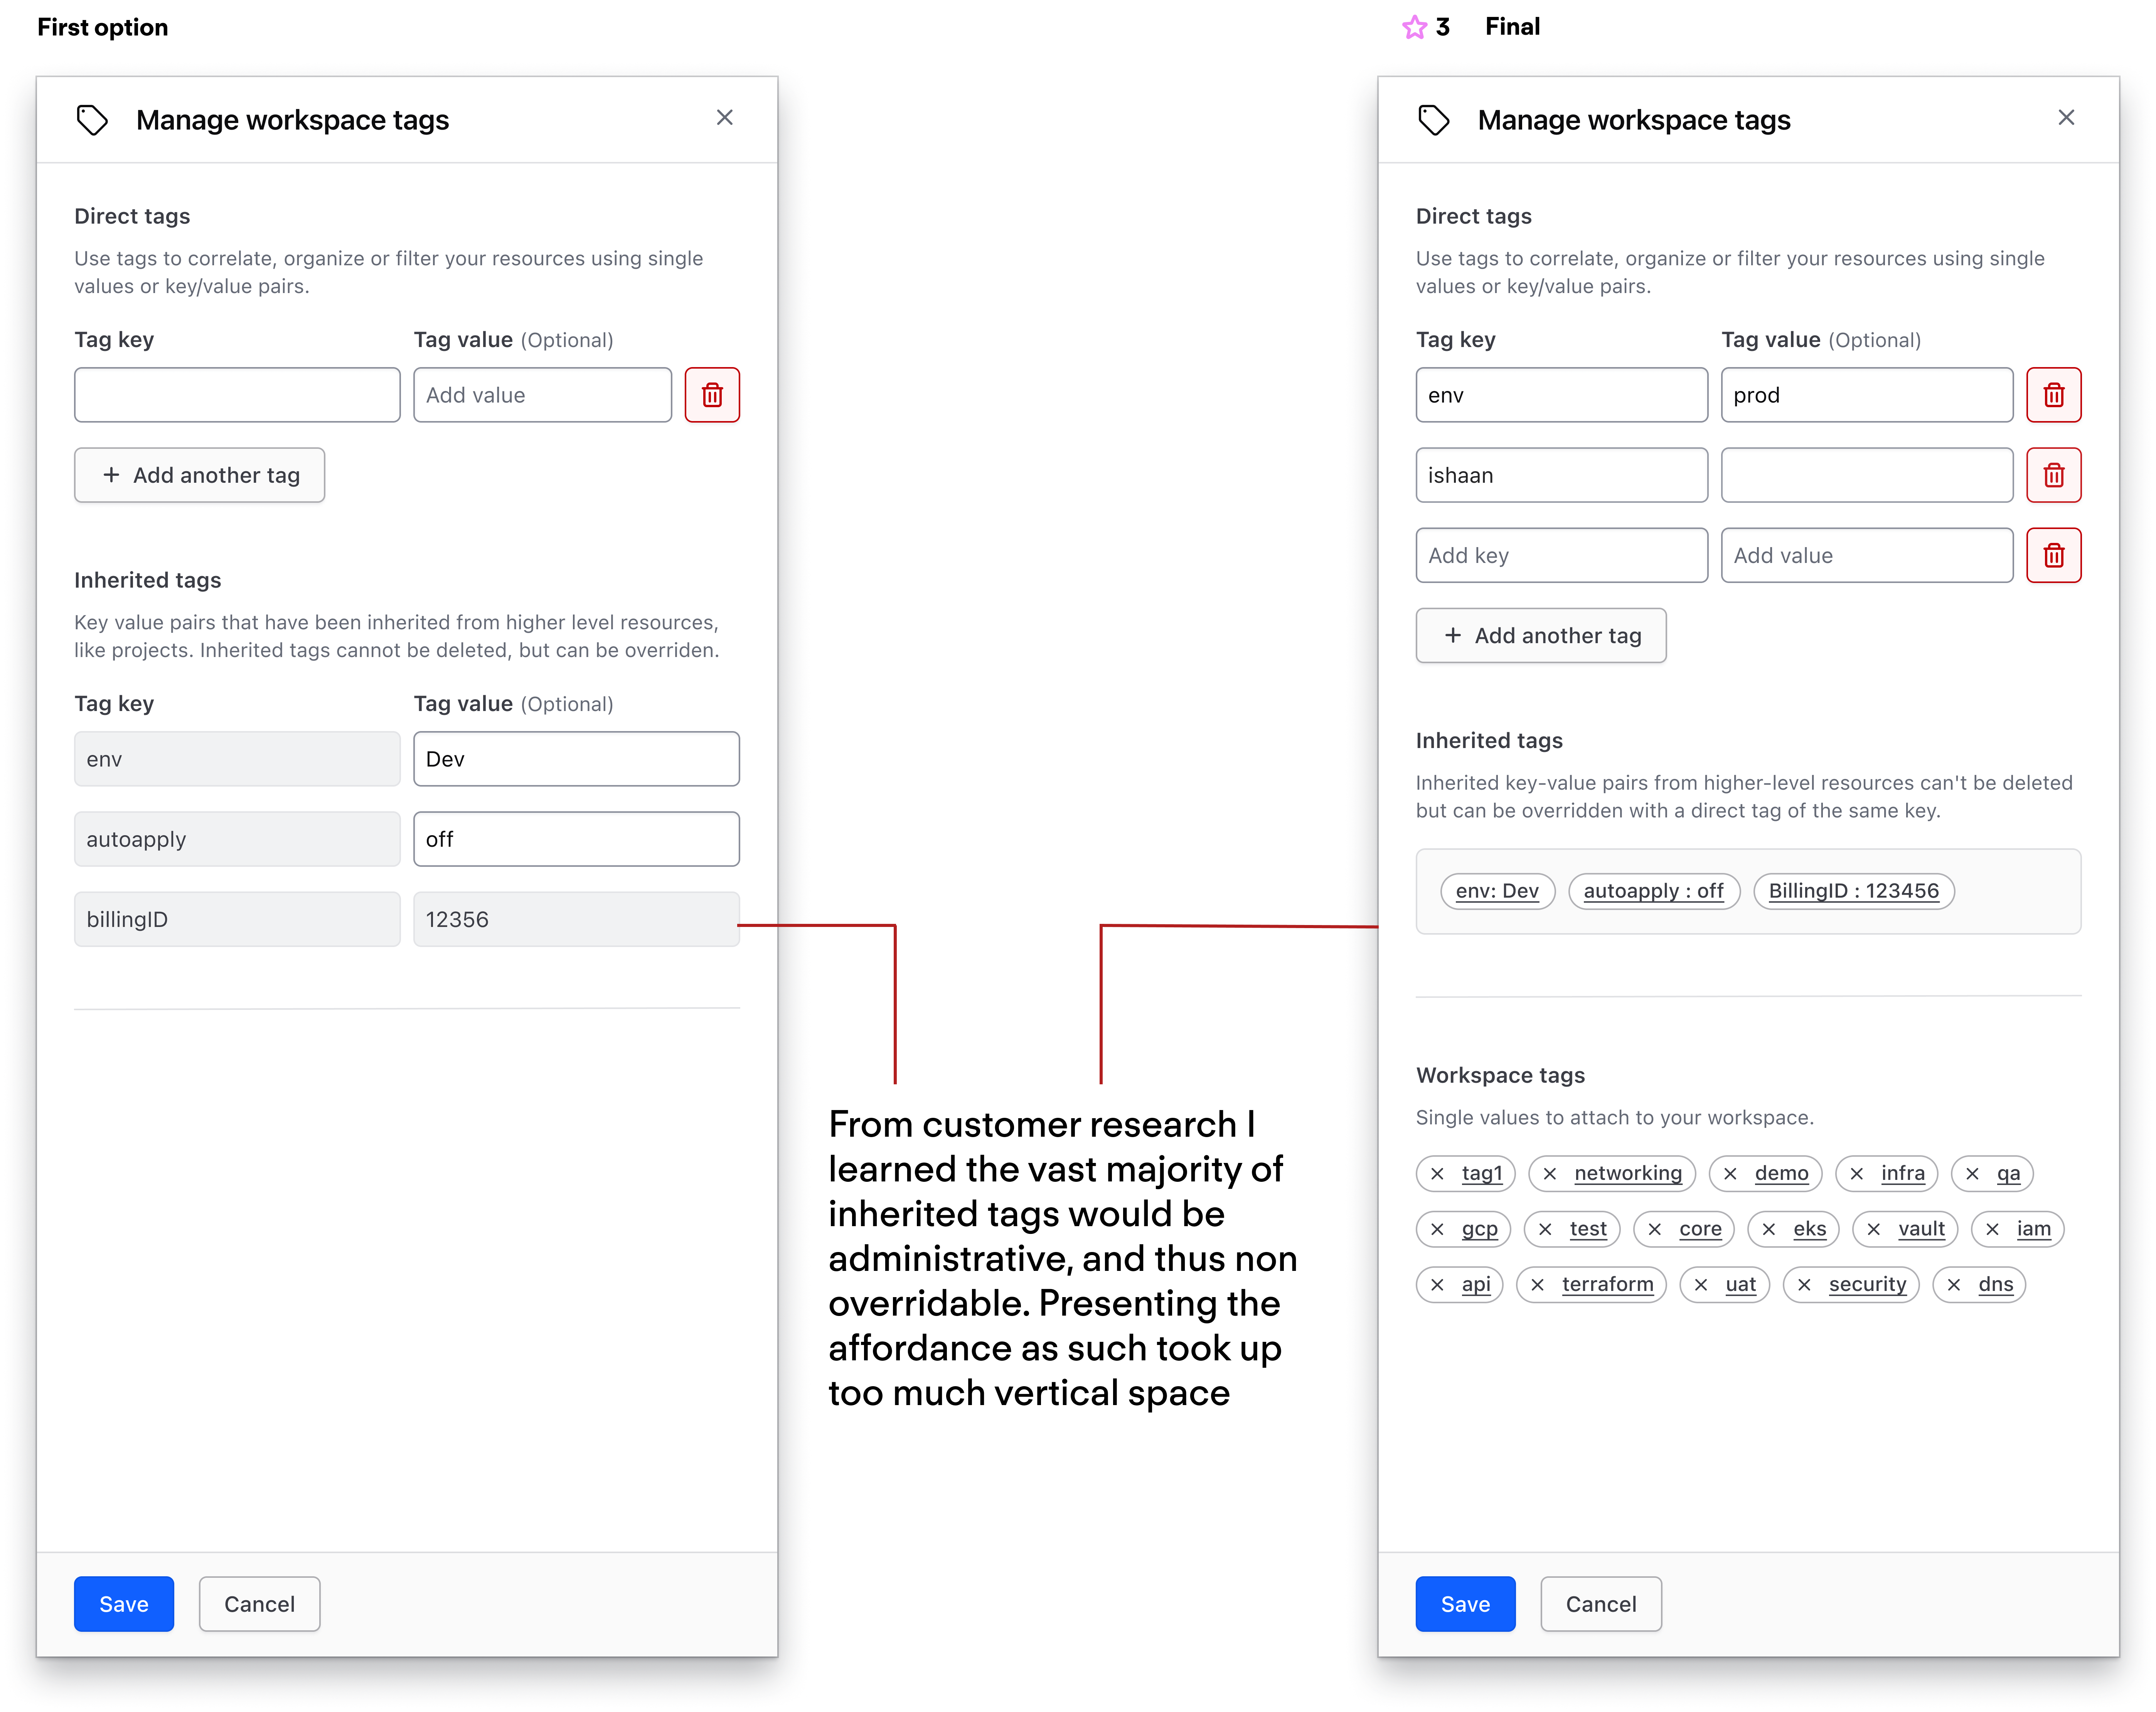 First option
Manage workspace tags
Direct tags
Use tags to correlate, organize or filter your resources using single
values or key/value pairs.
Tag key Tag value (Optional)
Add value
+ Add another tag
Inherited tags
Key value pairs that have been inherited from higher level resources,
like projects. Inherited tags cannot be deleted, but can be overriden.
Tag key Tag value (Optional)
env Dev
autoapply off
billingID 12356
Save Cancel
From customer research I
learned the vast majority of
inherited tags would be
administrative, and thus non
overridable. Presenting the
affordance as such took up
too much vertical space
3 Final
Manage workspace tags
Direct tags
Use tags to correlate, organize or filter your resources using single
values or key/value pairs.
Tag key Tag value (Optional)
env prod
ishaan
Add key Add value
+ Add another tag
Inherited tags
Inherited key-value pairs from higher-level resources can't be deleted
but can be overridden with a direct tag of the same key.
env: Dev autoapply : off BillingID : 123456
Workspace tags
Single values to attach to your workspace.
tag1 networking demo infra qa
gcp test core eks vault iam
api terraform uat security dns
Save Cancel